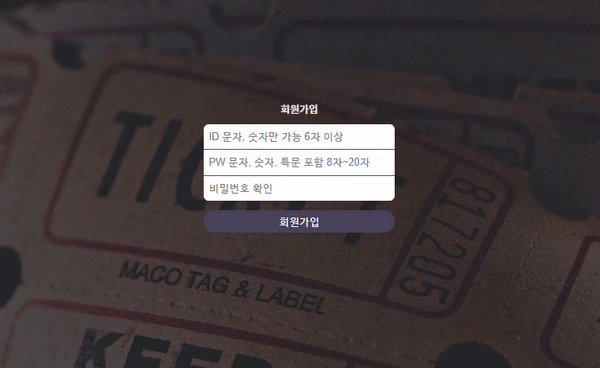 회원가입
ID 문자, 숫자만 가능 6자 이상
PW 문자, 숫자, 특문 포함 8자~20자
비밀번호 확인
회원가입
TICKET
817205
MACO TAG & LABEL
KEEP